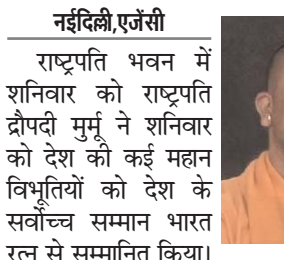 नईदिल्ली,एजेंसी
राष्ट्रपति भवन में
शनिवार को राष्ट्रपति
द्रौपदी मुर्मू ने शनिवार
को देश की कई महान
विभूतियों को देश के
सर्वोच्च सम्मान भारत
रत्न से सम्मानित किया।